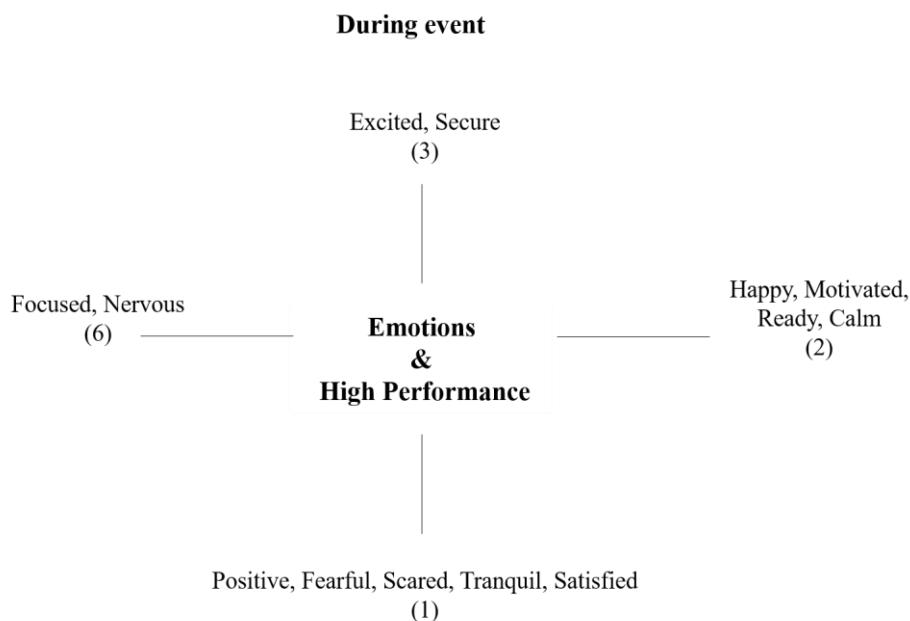 During event
Excited, Secure
(3)
Focused, Nervous
(6)
Emotions
&
High Performance
Happy, Motivated,
Ready, Calm
(2)
Positive, Fearful, Scared, Tranquil, Satisfied
(1)